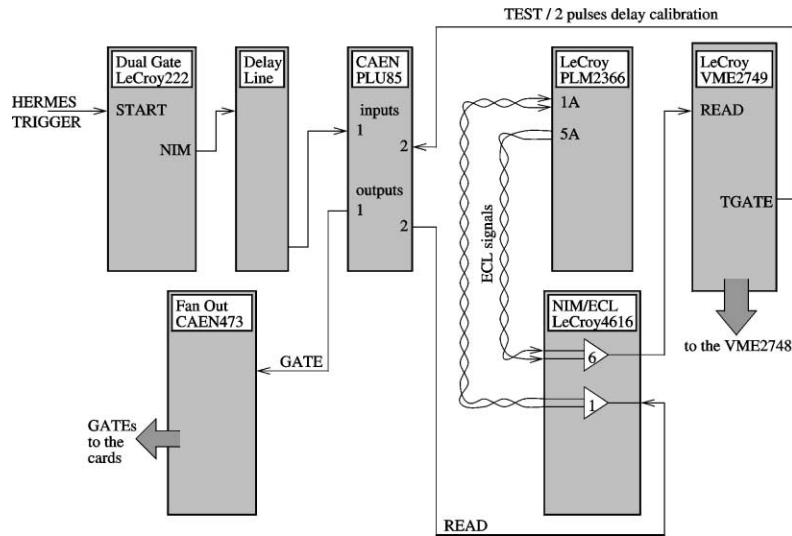 TEST / 2 pulses delay calibration
Dual Gate
LeCroy222
Delay
Line
CAEN
PLU85
LeCroy
PLM2366
LeCroy
VME2749
HERMES
TRIGGER
START
NIM
inputs
1
2
outputs
1
2
1A
5A
READ
TGATE
ECL signals
Fan Out
CAEN473
GATE
GATEs
to the
cards
NIM/ECL
LeCroy4616
6
1
to the VME2748
READ